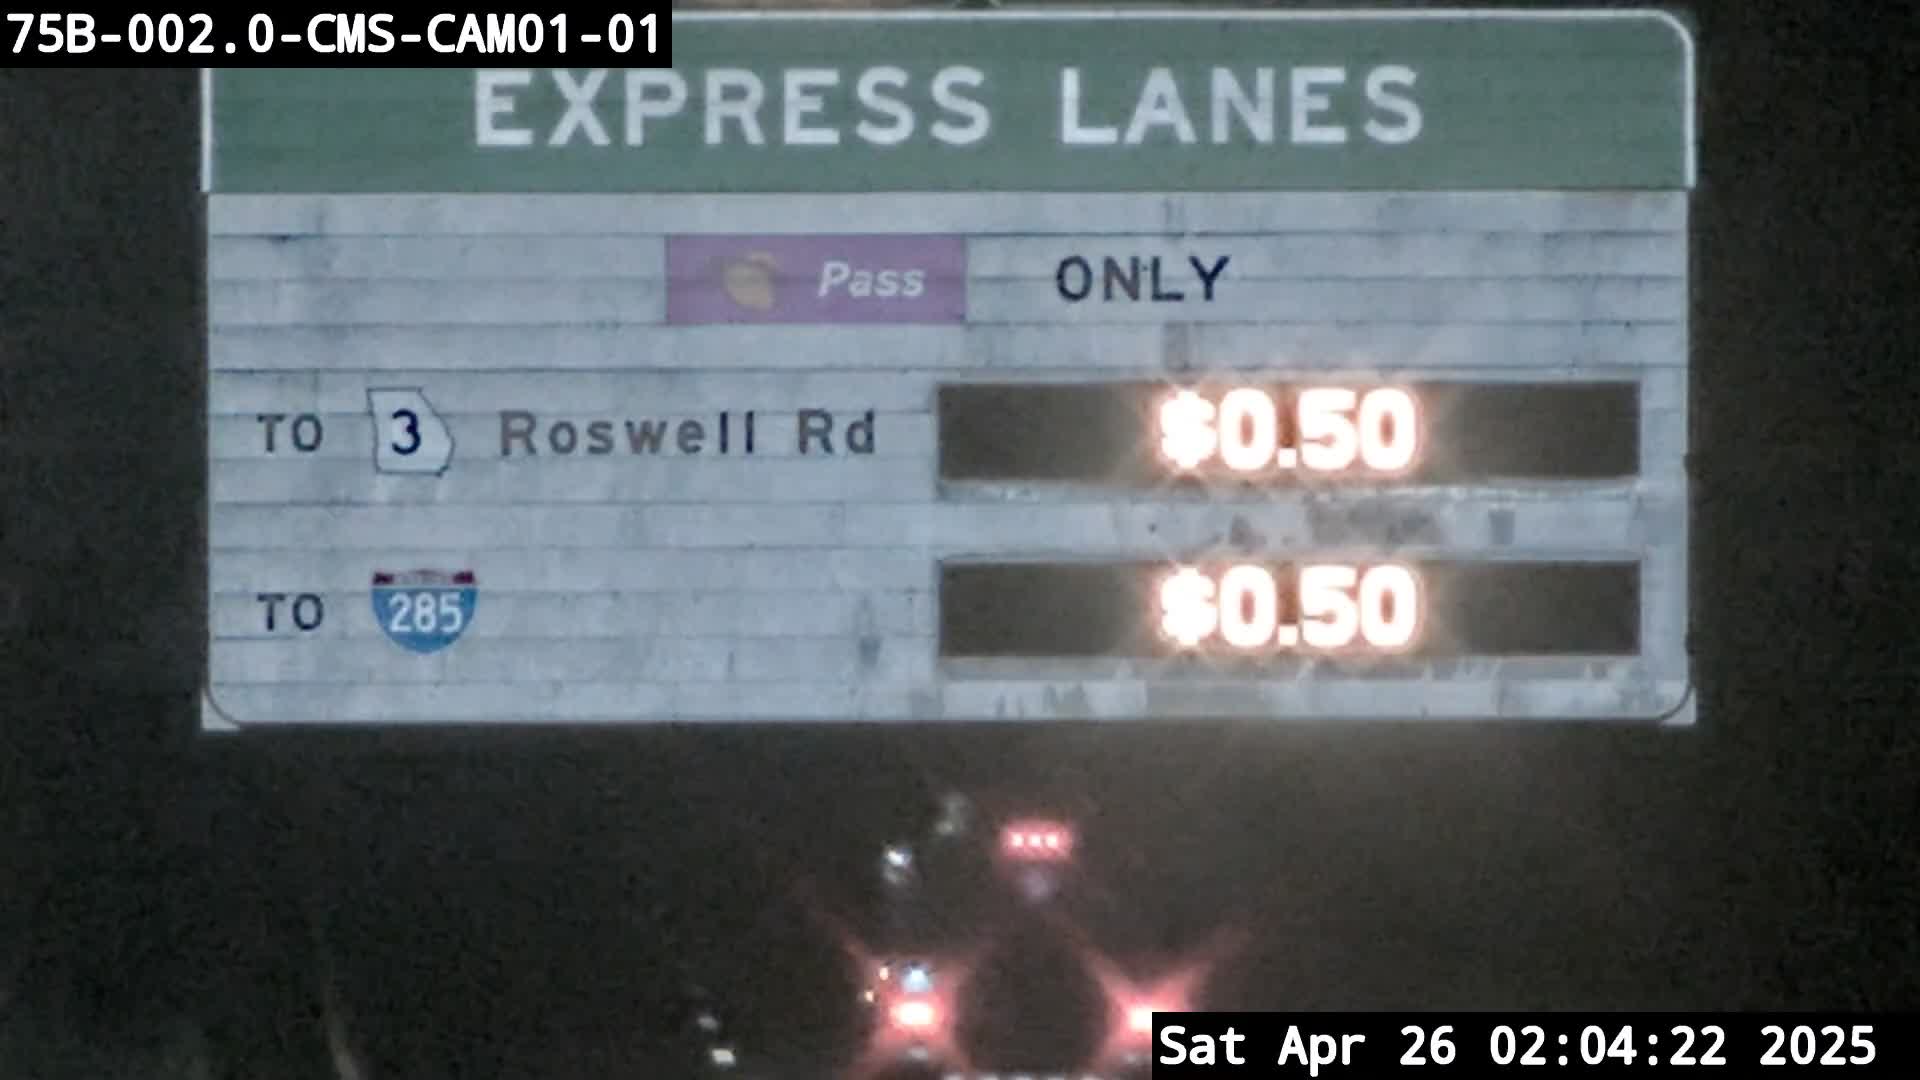 75B-002.0-CMS-CAM01-01
EXPRESS LANES
Pass ONLY
TO 3 Roswell Rd $0.50
TO 285 $0.50
Sat Apr 26 02:04:22 2025